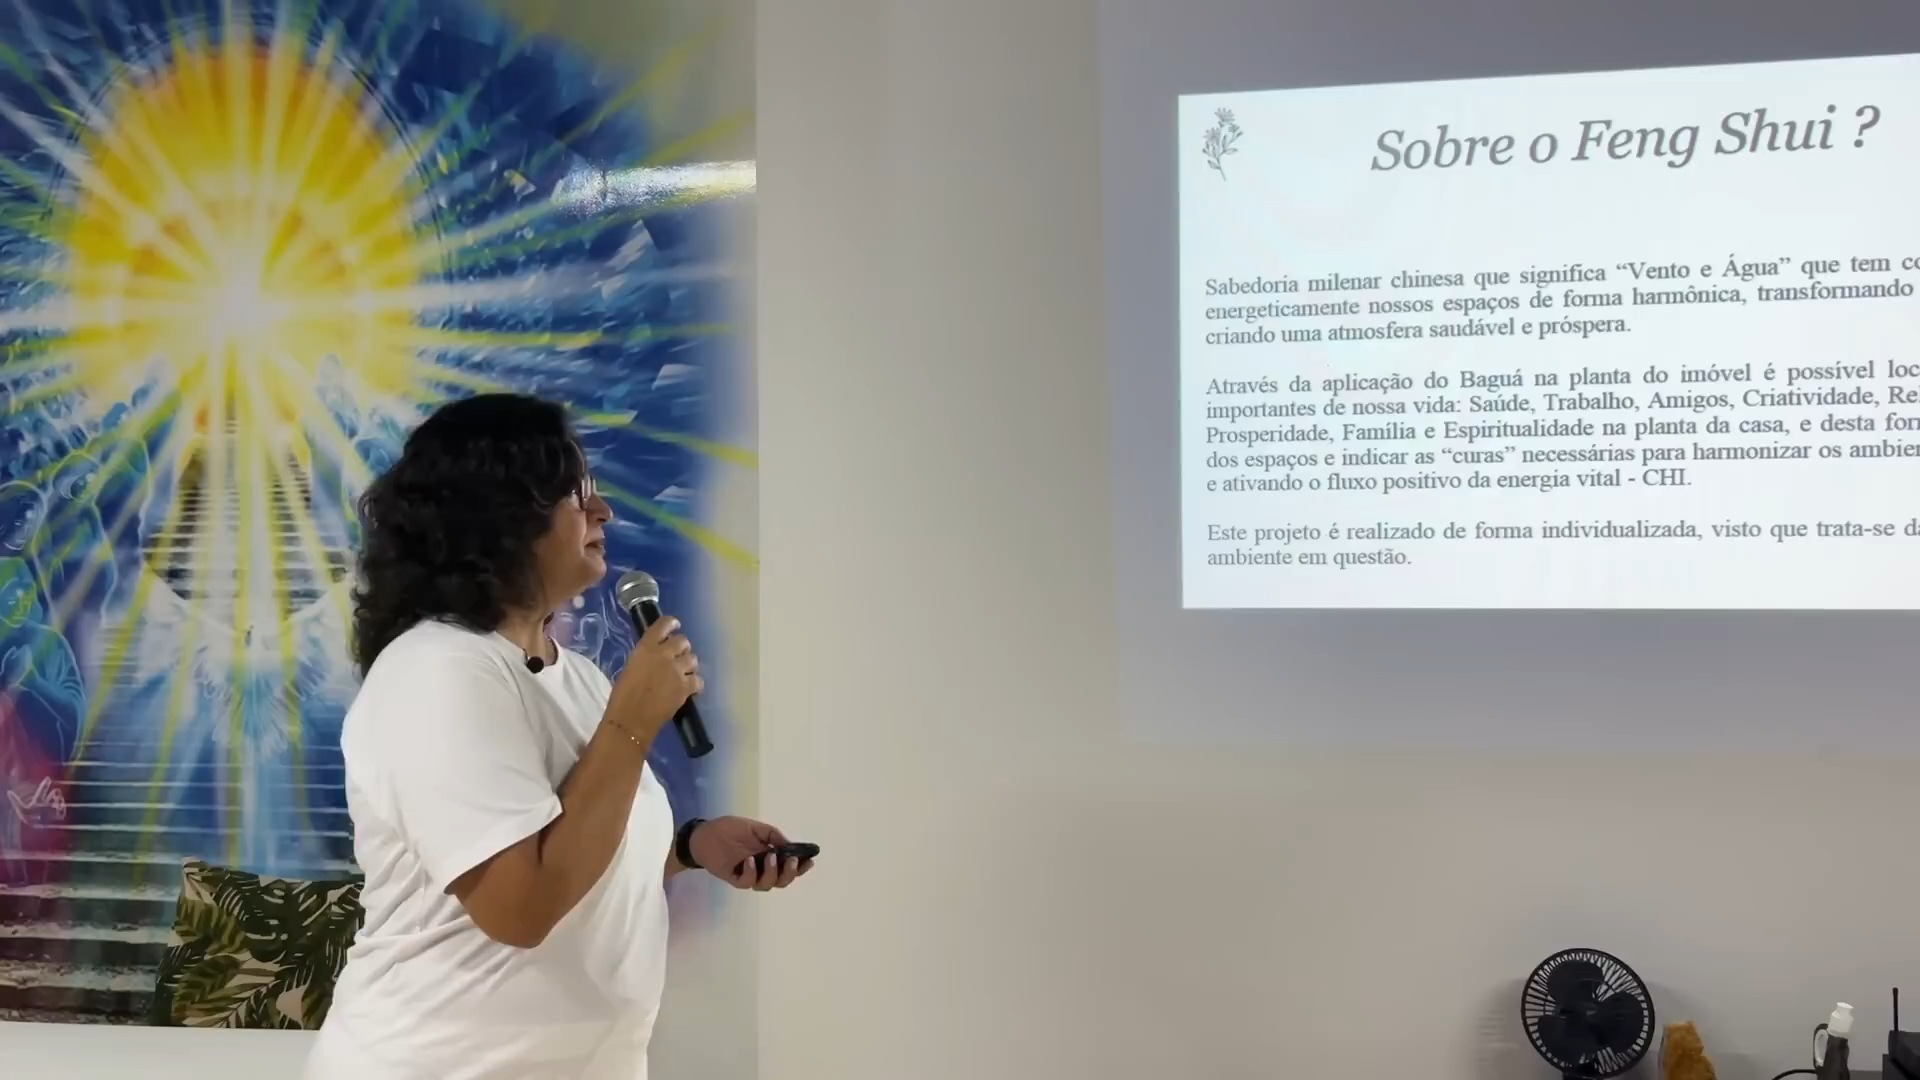 Sobre o Feng Shui ?
Sabedoria milenar chinesa que significa “Vento e Água” que tem
energeticamente nossos espaços de forma harmônica, transformando
criando uma atmosfera saudável e próspera.
Através da aplicação do Baguá na planta do imóvel é possível
importantes de nossa vida: Saúde, Trabalho, Amigos, Criatividade,
Prosperidade, Família e Espiritualidade na planta da casa, e desta
dos espaços e indicar as “curas” necessárias para harmonizar os
e ativando o fluxo positivo da energia vital - CHI.
Este projeto é realizado de forma individualizada, visto que trata-se
ambiente em questão.